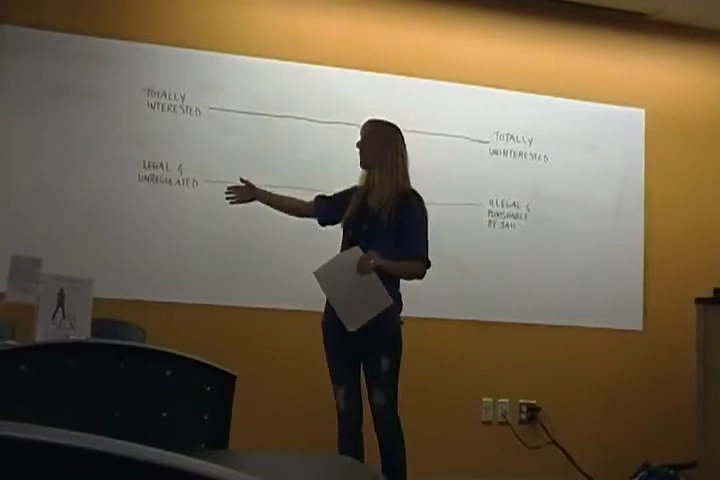 TOTALLY
INTERESTED
TOTALLY
UNINTERESTED
LEGAL &
UNREGULATED
ILLEGAL &
PUNISHABLE
BY JAIL